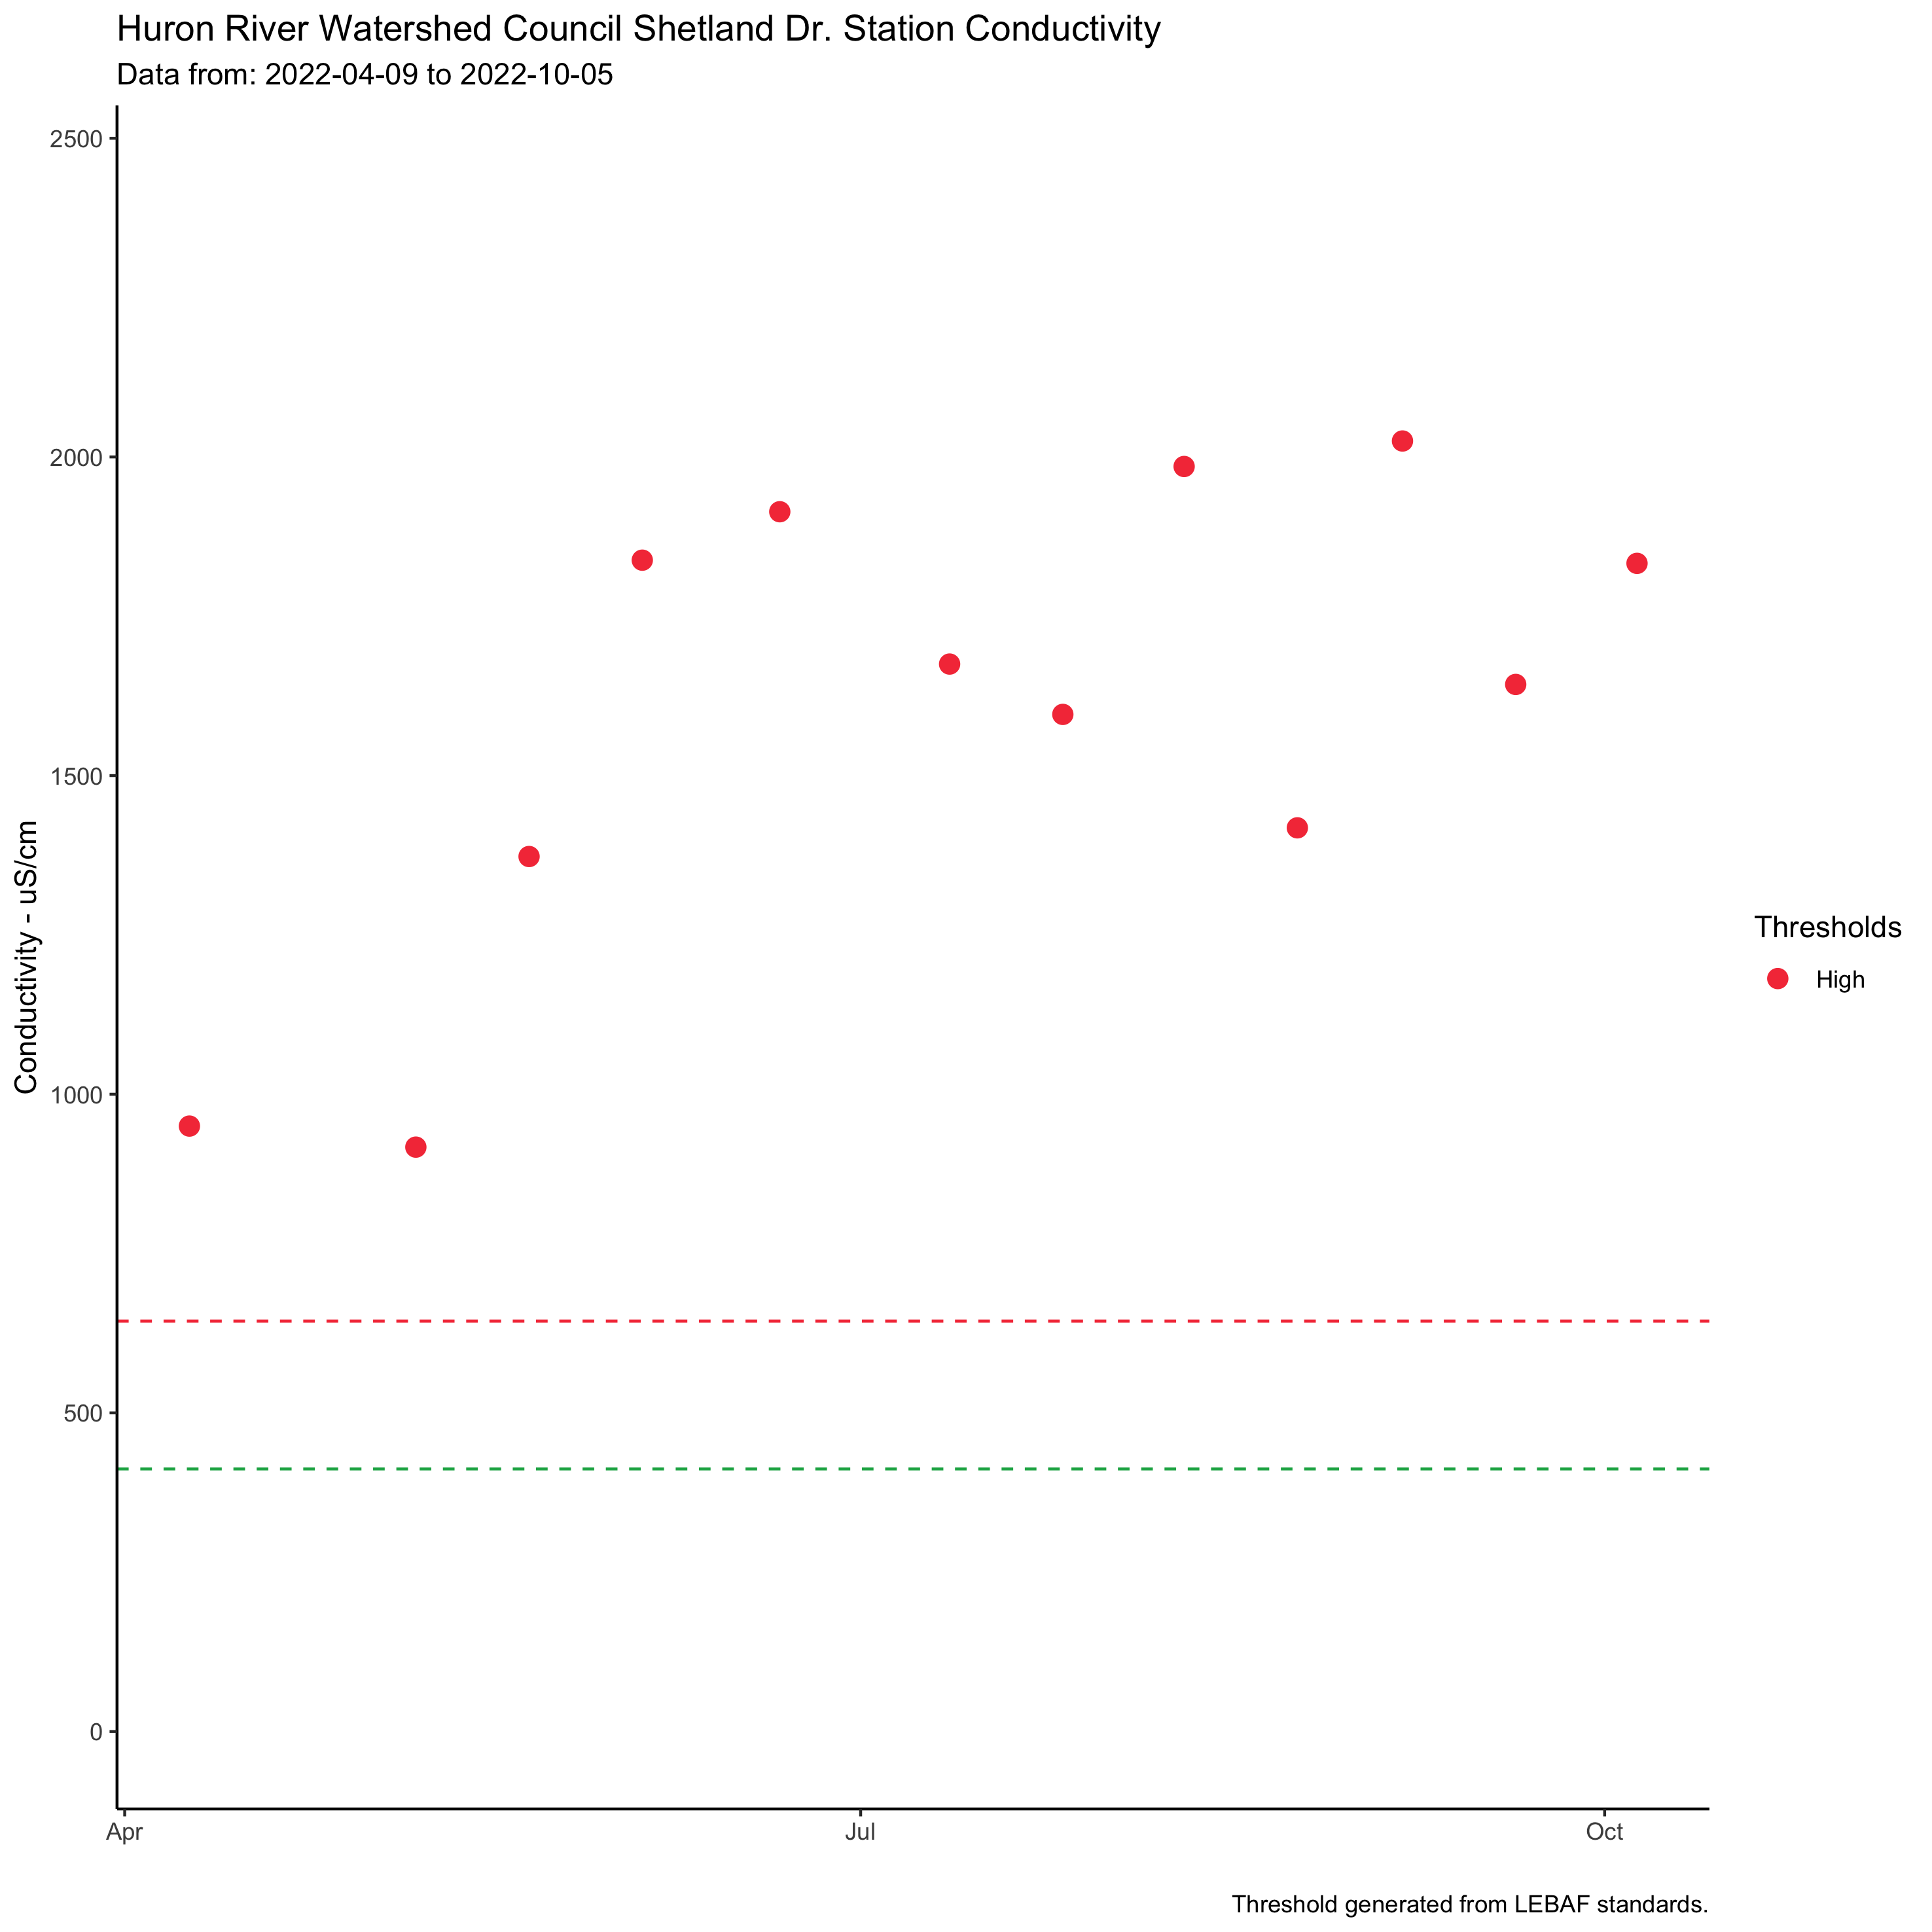 Huron River Watershed Council Shetland Dr. Station Conductivity
Data from: 2022-04-09 to 2022-10-05
2500
2000
1500
1000
500
0
Conductivity - uS/cm
Apr
Jul
Oct
Thresholds
High
Threshold generated from LEBAF standards.